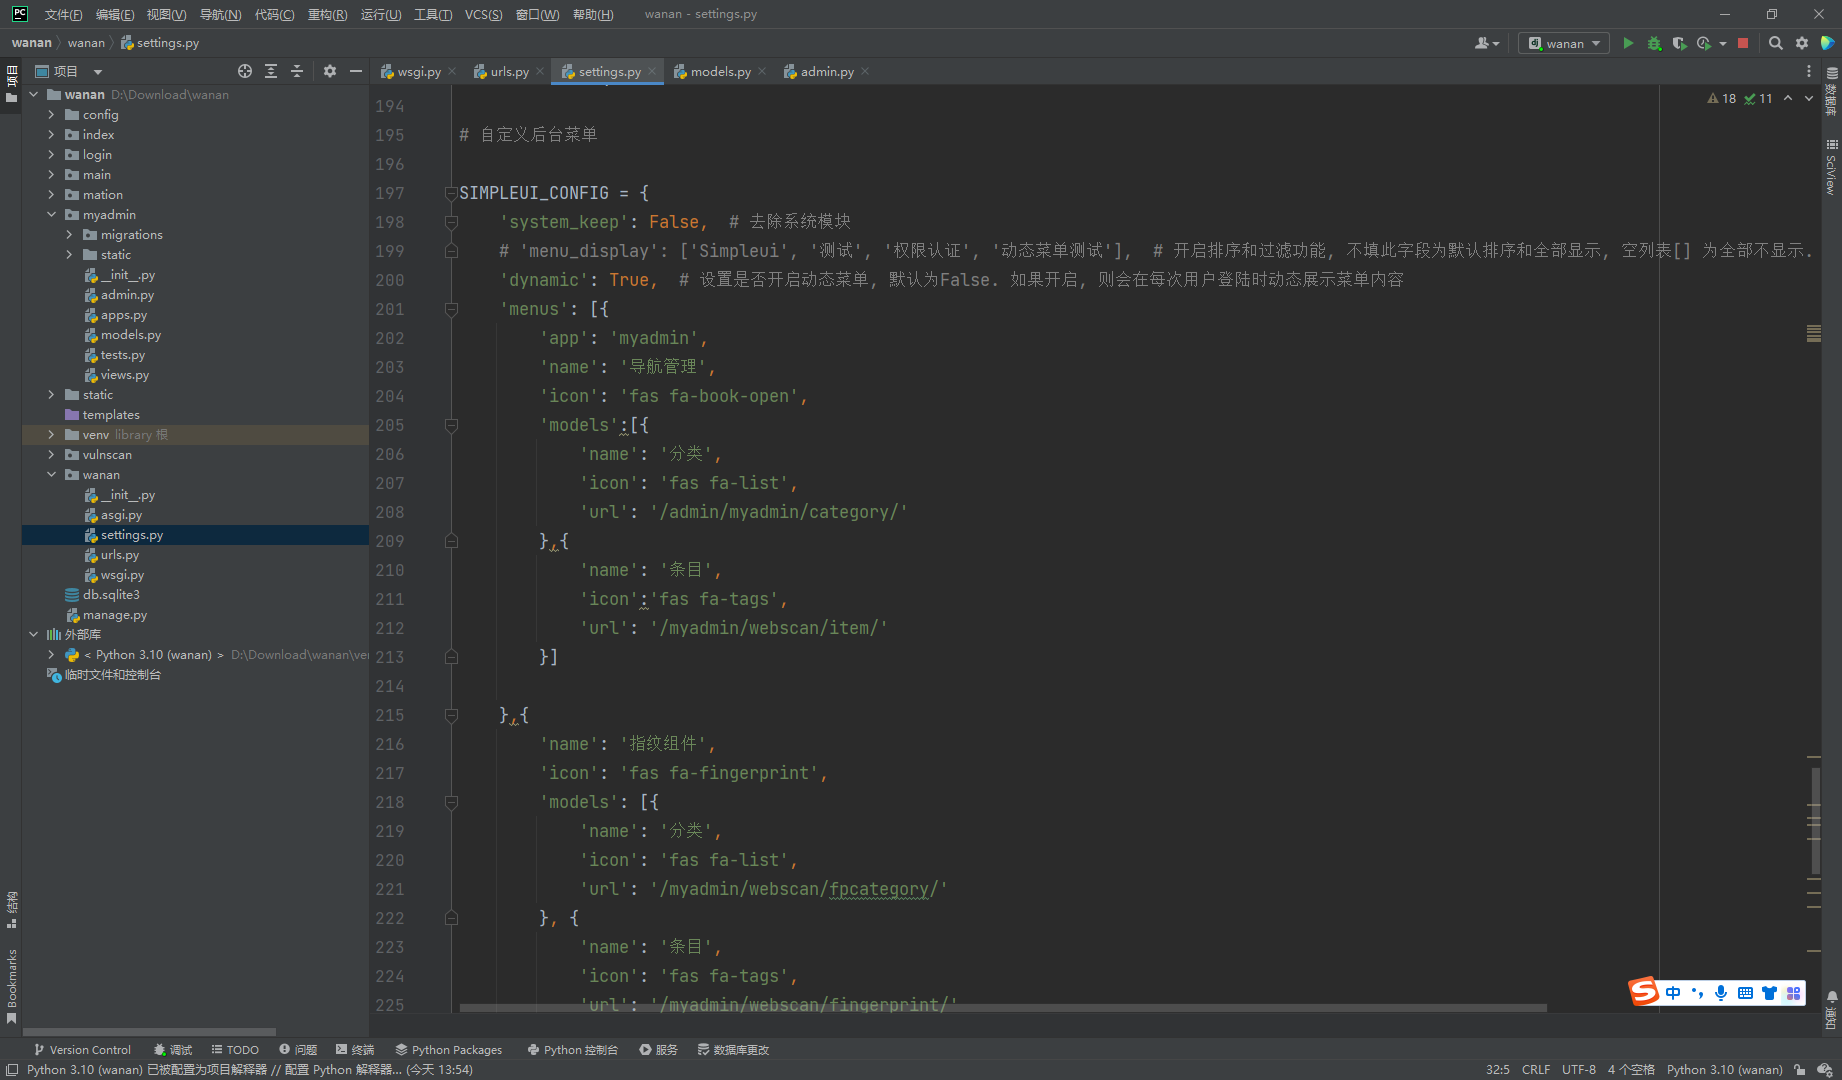 文件(F) 编辑(E) 视图(V) 导航(N) 代码(C) 重构(R) 运行(U) 工具(T) VCS(S) 窗口(W) 帮助(H) wanan - settings.py
wanan wanan settings.py wanan
项目
wsgi.py urls.py settings.py models.py admin.py
wanan D:\Download\wanan
config
index
login
main
mation
myadmin
migrations
static
__init__.py
admin.py
apps.py
models.py
tests.py
views.py
static
templates
venv library 根
vulnscan
wanan
__init__.py
asgi.py
settings.py
urls.py
wsgi.py
db.sqlite3
manage.py
外部库
< Python 3.10 (wanan) > D:\Download\wanan\ve
临时文件和控制台
18 11
194
195 # 自定义后台菜单
196
197 SIMPLEUI_CONFIG = {
198 'system_keep': False, # 去除系统模块
199 # 'menu_display': ['Simpleui', '测试', '权限认证', '动态菜单测试'], # 开启排序和过滤功能, 不填此字段为默认排序和全部显示, 空列表[] 为全部不显示.
200 'dynamic': True, # 设置是否开启动态菜单, 默认为False. 如果开启, 则会在每次用户登陆时动态展示菜单内容
201 'menus': [{
202 'app': 'myadmin',
203 'name': '导航管理',
204 'icon': 'fas fa-book-open',
205 'models':[{
206 'name': '分类',
207 'icon': 'fas fa-list',
208 'url': '/admin/myadmin/category/'
209 },{
210 'name': '条目',
211 'icon':'fas fa-tags',
212 'url': '/myadmin/webscan/item/'
213 }]
214
215 },{
216 'name': '指纹组件',
217 'icon': 'fas fa-fingerprint',
218 'models': [{
219 'name': '分类',
220 'icon': 'fas fa-list',
221 'url': '/myadmin/webscan/fpcategory/'
222 }, {
223 'name': '条目',
224 'icon': 'fas fa-tags',
225 'url': '/myadmin/webscan/fingerprint/'
项目
结构
Bookmarks
数据库
SciView
通知
中
Version Control 调试 TODO 问题 终端 Python Packages Python 控制台 服务 数据库更改
Python 3.10 (wanan) 已被配置为项目解释器 // 配置 Python 解释器... (今天 13:54) 32:5 CRLF UTF-8 4 个空格 Python 3.10 (wanan)